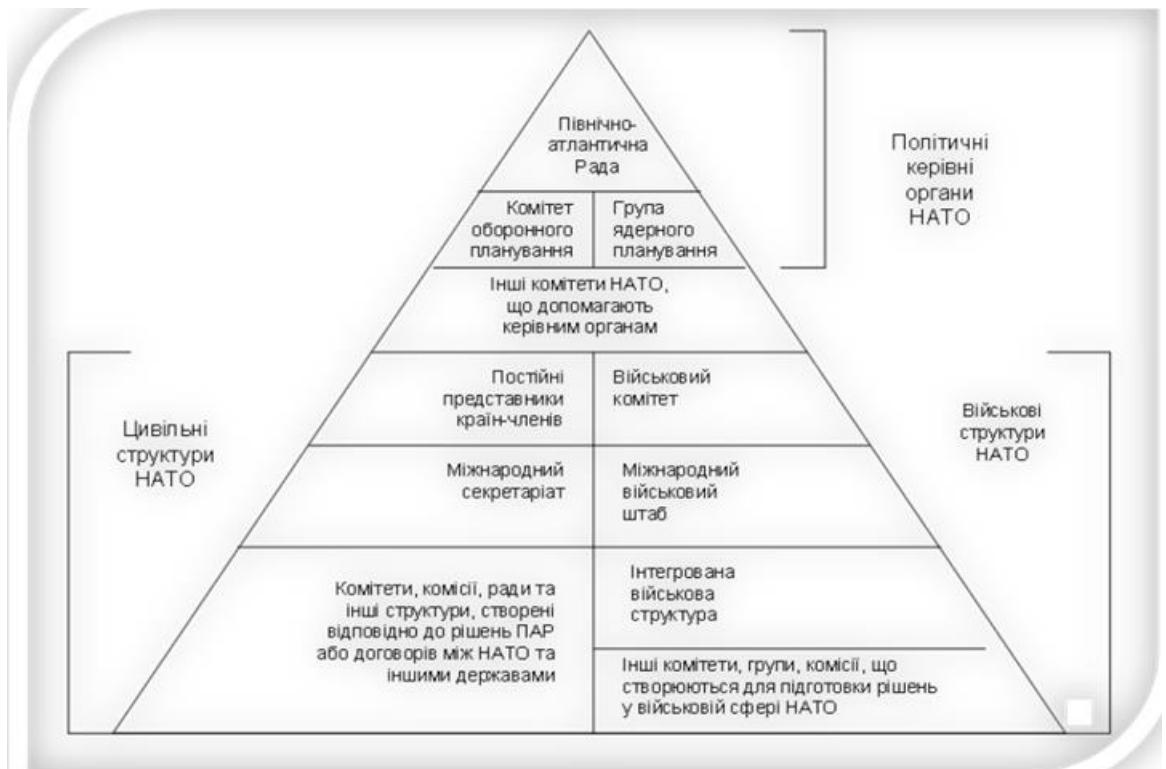 Північно-
атлантична
Рада
Політичні
керівні
органи
НАТО
Комітет
оборонного
планування
Група
ядерного
планування
Інші комітети НАТО,
що допомагають
керівним органам
Цивільні
структури
НАТО
Постійні
представники
країн-членів
Військовий
комітет
Військові
структури
НАТО
Міжнародний
секретаріат
Міжнародний
військовий
штаб
Комітети, комісії, ради та
інші структури, створені
відповідно до рішень ПАР
або договорів між НАТО та
іншими державами
Інтегрована
військова
структура
Інші комітети, групи, комісії, що
створюються для підготовки рішень
у військовій сфері НАТО